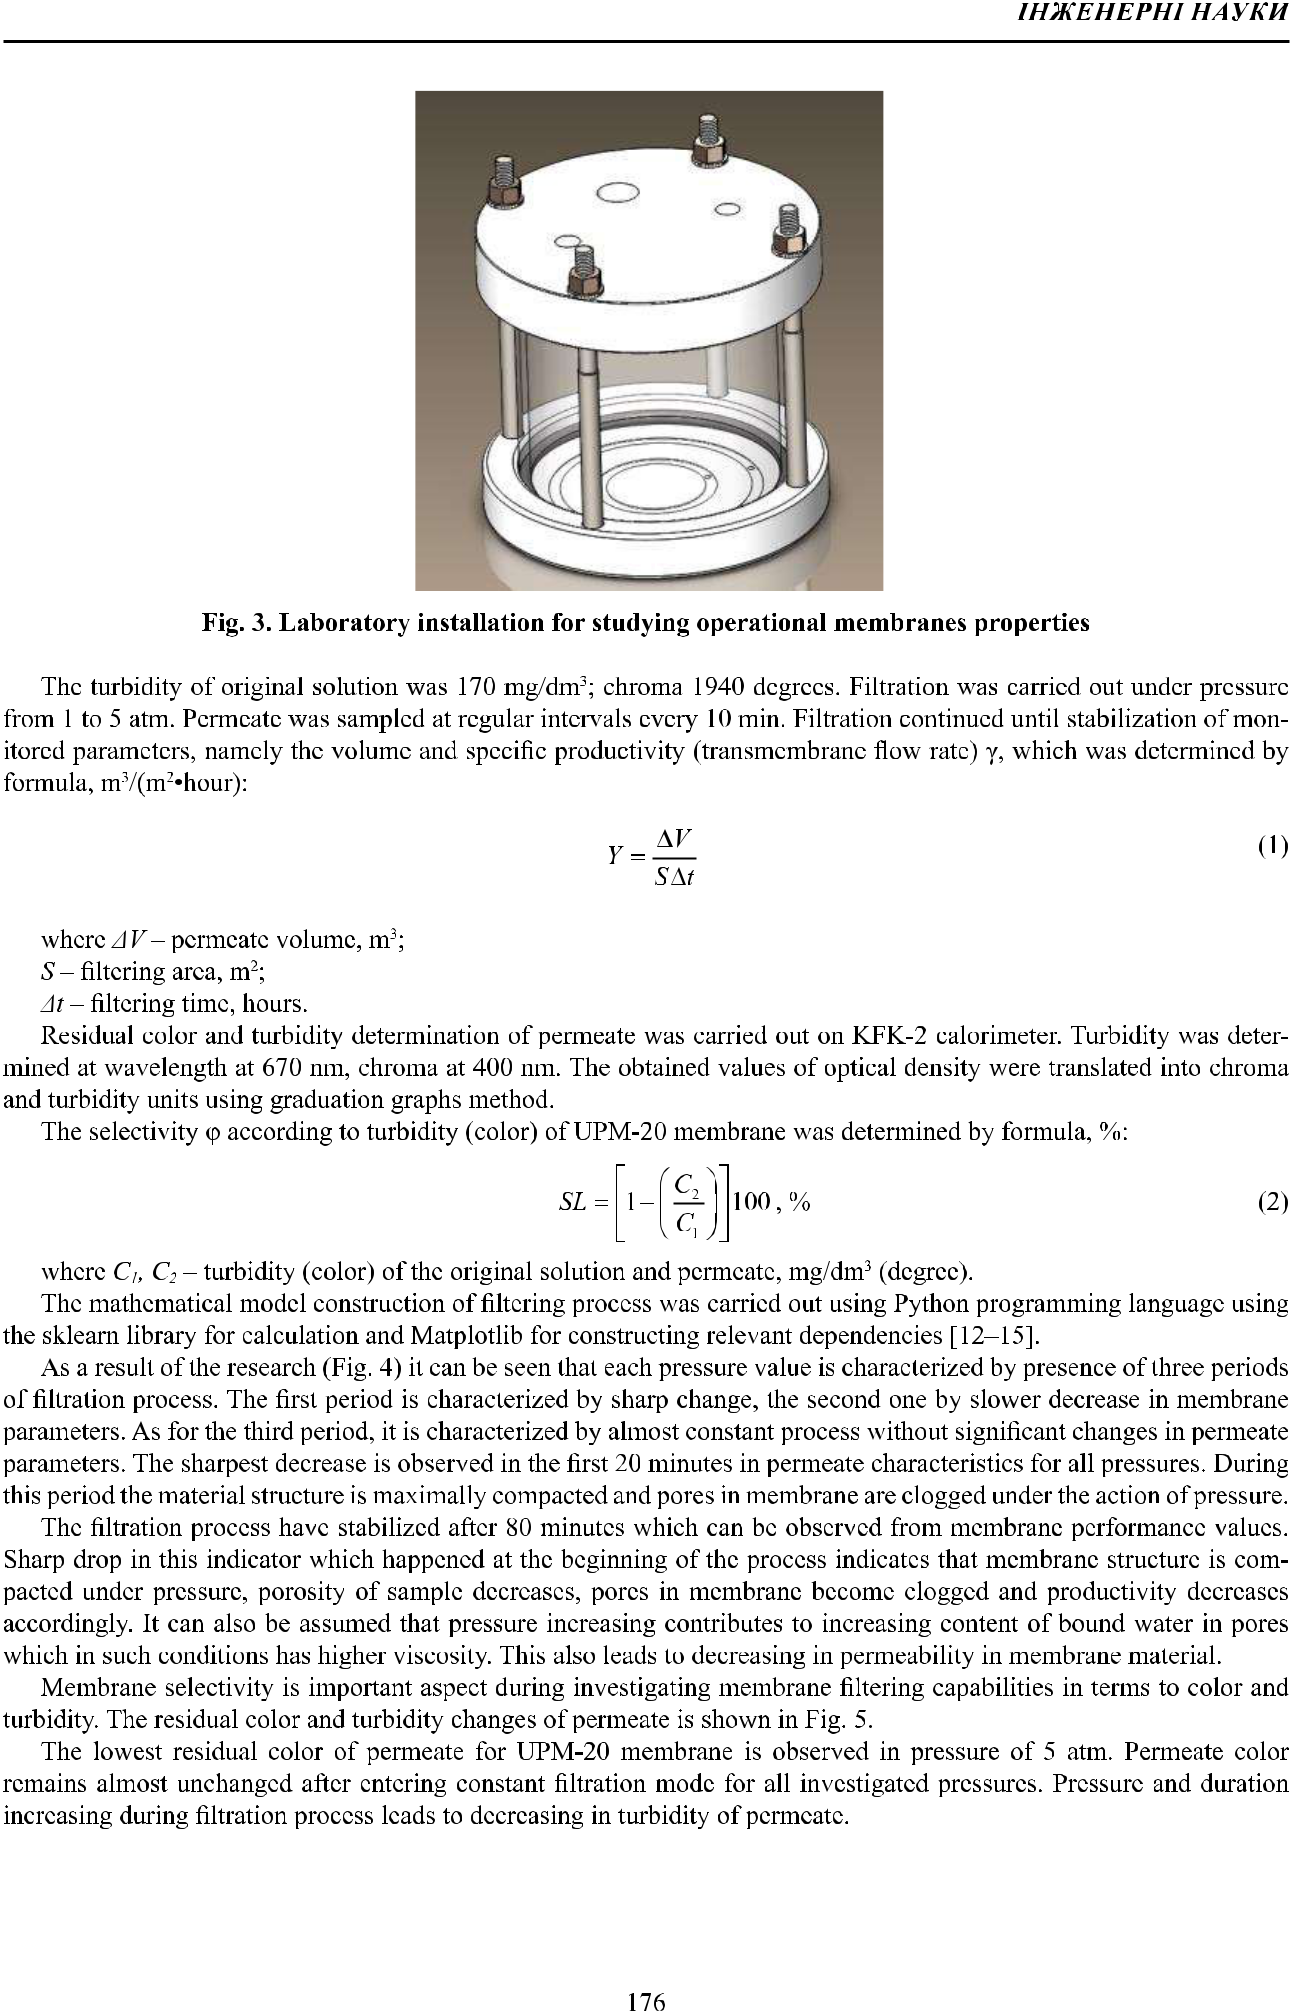 ІНЖЕНЕРНІ НАУКИ
Fig. 3. Laboratory installation for studying operational membranes properties
The turbidity of original solution was 170 mg/dm³; chroma 1940 degrees. Filtration was carried out under pressure
from 1 to 5 atm. Permeate was sampled at regular intervals every 10 min. Filtration continued until stabilization of mon-
itored parameters, namely the volume and specific productivity (transmembrane flow rate) γ, which was determined by
formula, m³/(m²•hour):
Y = ΔV / SΔt (1)
where ΔV – permeate volume, m³;
S – filtering area, m²;
Δt – filtering time, hours.
Residual color and turbidity determination of permeate was carried out on KFK-2 calorimeter. Turbidity was deter-
mined at wavelength at 670 nm, chroma at 400 nm. The obtained values of optical density were translated into chroma
and turbidity units using graduation graphs method.
The selectivity φ according to turbidity (color) of UPM-20 membrane was determined by formula, %:
SL = [1 – (C₂ / C₁)] 100 , % (2)
where C₁, C₂ – turbidity (color) of the original solution and permeate, mg/dm³ (degree).
The mathematical model construction of filtering process was carried out using Python programming language using
the sklearn library for calculation and Matplotlib for constructing relevant dependencies [12–15].
As a result of the research (Fig. 4) it can be seen that each pressure value is characterized by presence of three periods
of filtration process. The first period is characterized by sharp change, the second one by slower decrease in membrane
parameters. As for the third period, it is characterized by almost constant process without significant changes in permeate
parameters. The sharpest decrease is observed in the first 20 minutes in permeate characteristics for all pressures. During
this period the material structure is maximally compacted and pores in membrane are clogged under the action of pressure.
The filtration process have stabilized after 80 minutes which can be observed from membrane performance values.
Sharp drop in this indicator which happened at the beginning of the process indicates that membrane structure is com-
pacted under pressure, porosity of sample decreases, pores in membrane become clogged and productivity decreases
accordingly. It can also be assumed that pressure increasing contributes to increasing content of bound water in pores
which in such conditions has higher viscosity. This also leads to decreasing in permeability in membrane material.
Membrane selectivity is important aspect during investigating membrane filtering capabilities in terms to color and
turbidity. The residual color and turbidity changes of permeate is shown in Fig. 5.
The lowest residual color of permeate for UPM-20 membrane is observed in pressure of 5 atm. Permeate color
remains almost unchanged after entering constant filtration mode for all investigated pressures. Pressure and duration
increasing during filtration process leads to decreasing in turbidity of permeate.
176